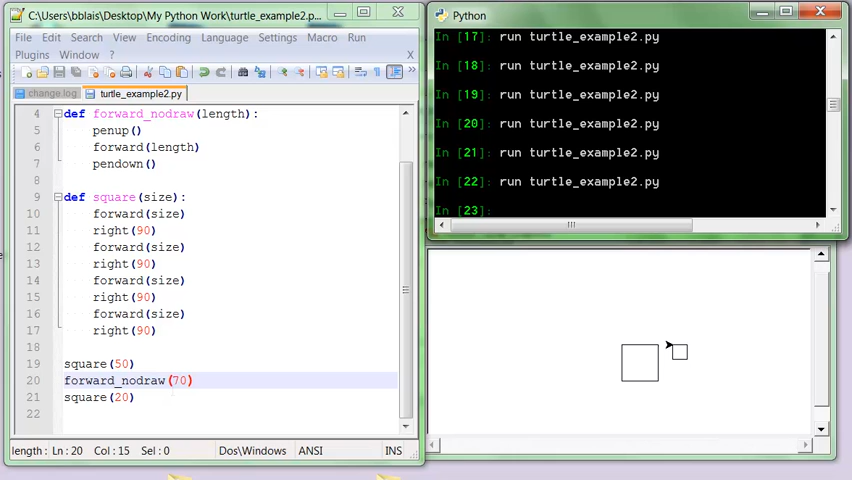 C:\Users\bblais\Desktop\My Python Work\turtle_example2.p...
File Edit Search View Encoding Language Settings Macro Run
Plugins Window X
change.log turtle_example2.py
4 def forward_nodraw(length):
5 penup()
6 forward(length)
7 pendown()
8
9 def square(size):
10 forward(size)
11 right(90)
12 forward(size)
13 right(90)
14 forward(size)
15 right(90)
16 forward(size)
17 right(90)
18
19 square(50)
20 forward_nodraw(70)
21 square(20)
22
length: Ln : 20 Col : 15 Sel : 0 Dos\Windows ANSI INS
Python
In [17]: run turtle_example2.py
In [18]: run turtle_example2.py
In [19]: run turtle_example2.py
In [20]: run turtle_example2.py
In [21]: run turtle_example2.py
In [22]: run turtle_example2.py
In [23]: